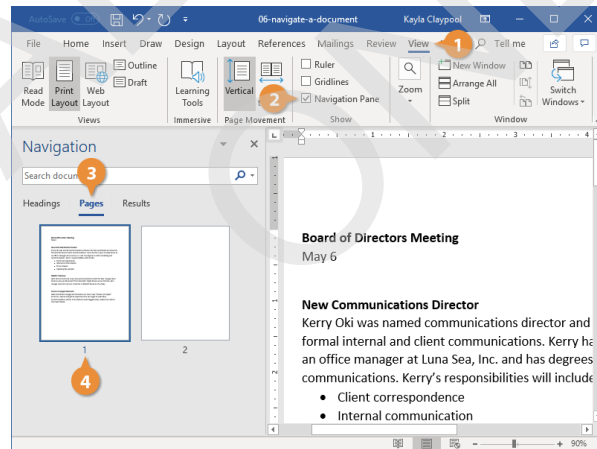 AutoSave Off 06-navigate-a-document Kayla Claypool
File Home Insert Draw Design Layout References Mailings Review View 1 Tell me
Read Mode
Print Layout
Web Layout
Outline
Draft
Views
Learning Tools
Immersive
Vertical
Page Movement
2
Ruler
Gridlines
Navigation Pane
Show
Zoom
New Window
Arrange All
Split
Switch Windows
Window
Navigation
Search docum
3
Headings Pages Results
1 2
4
1 2 3 4
Board of Directors Meeting
May 6
New Communications Director
Kerry Oki was named communications director and
formal internal and client communications. Kerry ha
an office manager at Luna Sea, Inc. and has degrees
communications. Kerry's responsibilities will include
• Client correspondence
• Internal communication
90%